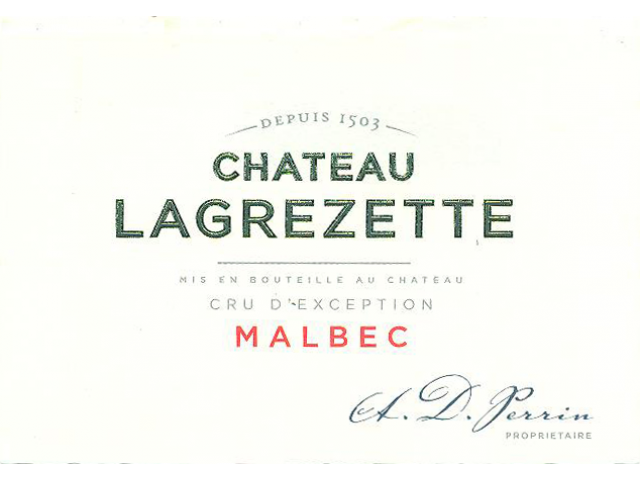 DEPUIS 1503
CHATEAU
LAGREZETTE
MIS EN BOUTEILLE AU CHATEAU
CRU D'EXCEPTION
MALBEC
A. D. Perrin
PROPRIETAIRE